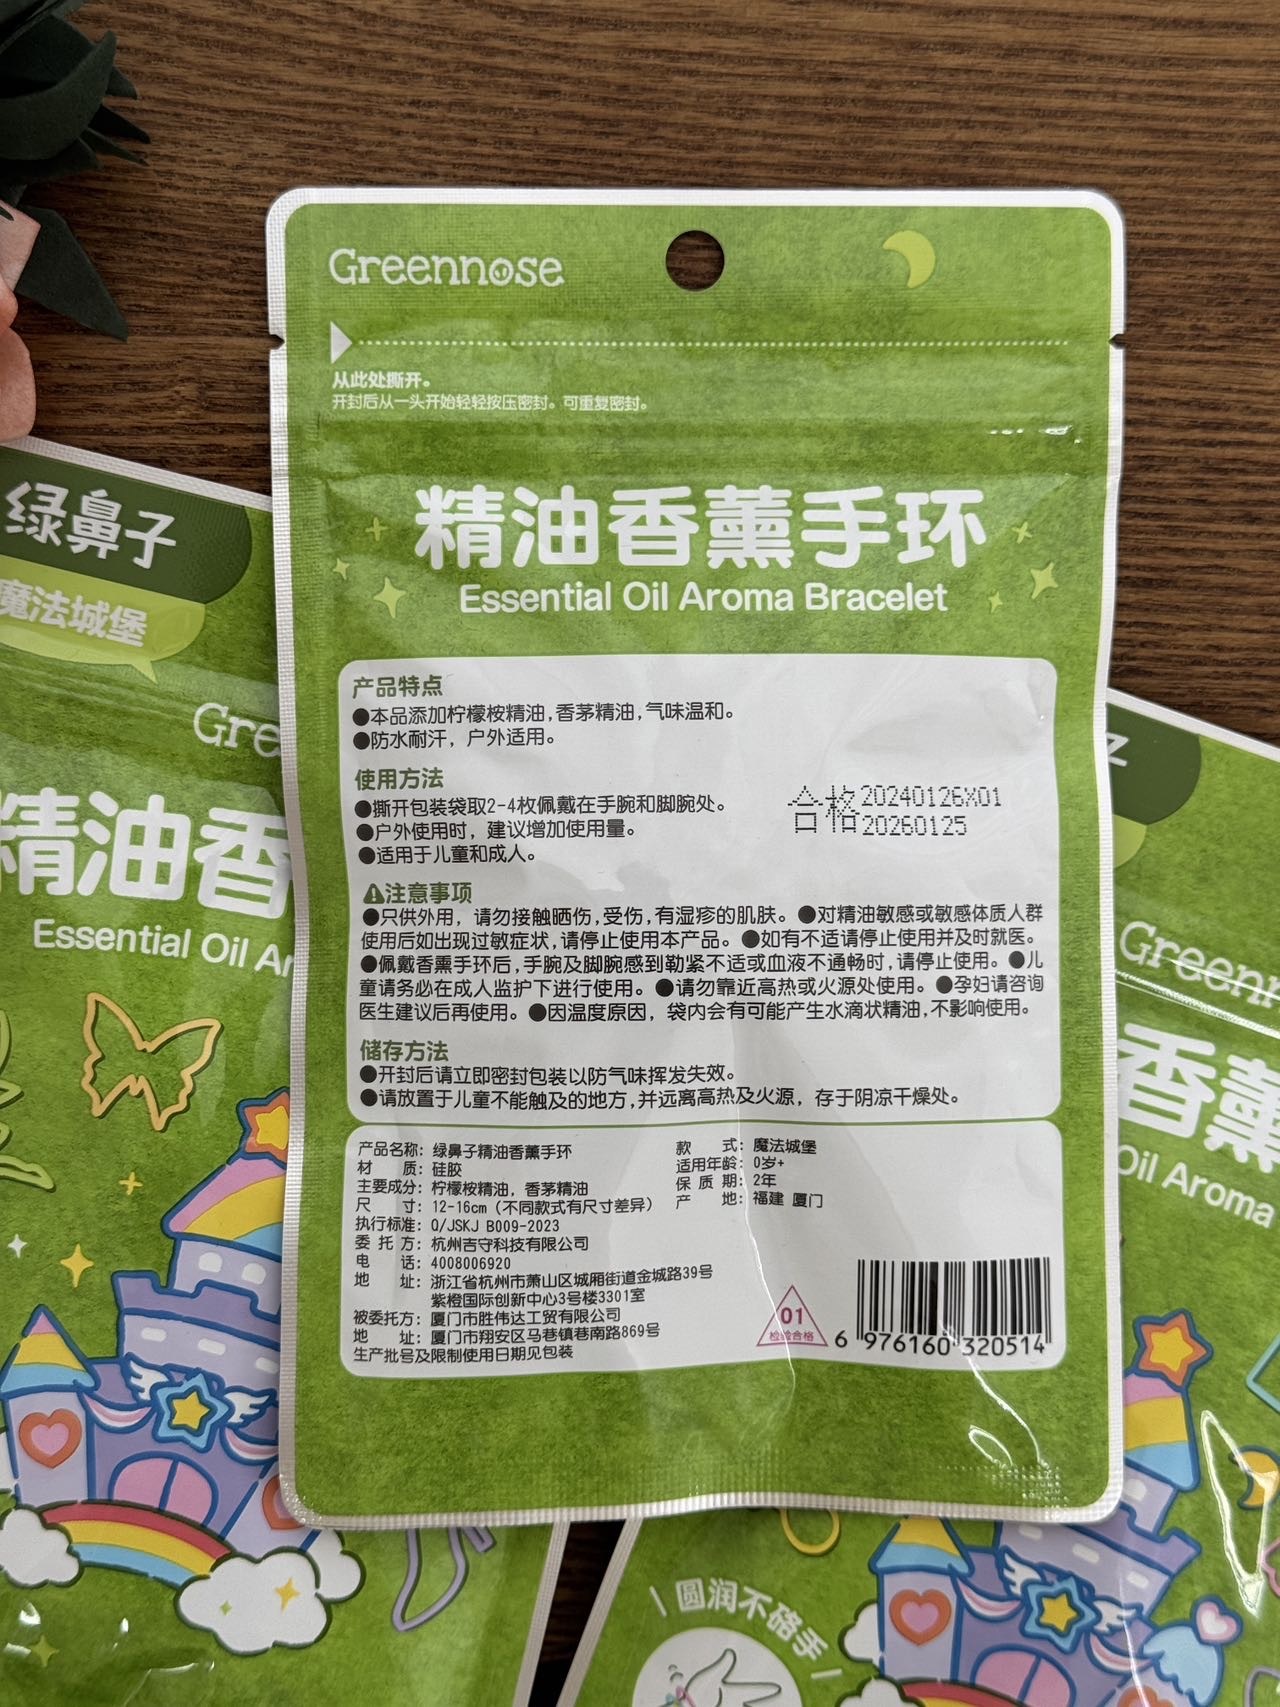 Greennose
从此处撕开。
开封后从一头开始轻轻按压密封。可重复密封。
精油香薰手环
Essential Oil Aroma Bracelet
产品特点
●本品添加柠檬桉精油,香茅精油,气味温和。
●防水耐汗，户外适用。
使用方法
●撕开包装袋取2-4枚佩戴在手腕和脚腕处。
●户外使用时，建议增加使用量。
●适用于儿童和成人。
合格 20240126X01
20260125
注意事项
●只供外用，请勿接触晒伤,受伤,有湿疹的肌肤。●对精油敏感或敏感体质人群
使用后如出现过敏症状,请停止使用本产品。●如有不适请停止使用并及时就医。
●佩戴香熏手环后,手腕及脚腕感到勒紧不适或血液不通畅时,请停止使用。●儿
童请务必在成人监护下进行使用。●请勿靠近高热或火源处使用。●孕妇请咨询
医生建议后再使用。●因温度原因，袋内会有可能产生水滴状精油,不影响使用。
储存方法
●开封后请立即密封包装以防气味挥发失效。
●请放置于儿童不能触及的地方,并远离高热及火源，存于阴凉干燥处。
产品名称：绿鼻子精油香薰手环
材 质：硅胶
主要成分：柠檬桉精油，香茅精油
尺 寸：12-16cm（不同款式有尺寸差异）
执行标准：Q/JSKJ B009-2023
委 托 方：杭州吉守科技有限公司
电 话：4008006920
地 址：浙江省杭州市萧山区城厢街道金城路39号
紫橙国际创新中心3号楼3301室
被委托方：厦门市胜伟达工贸有限公司
地 址：厦门市翔安区马巷镇巷南路869号
生产批号及限制使用日期见包装
款 式：魔法城堡
适用年龄：0岁+
保 质 期：2年
产 地：福建 厦门
01
检验合格
6 976160 320514
绿鼻子
魔法城堡
Gre
精油香
Essential Oil Ar
子
Greenn
香薰
Oil Aroma
圆润不硌手